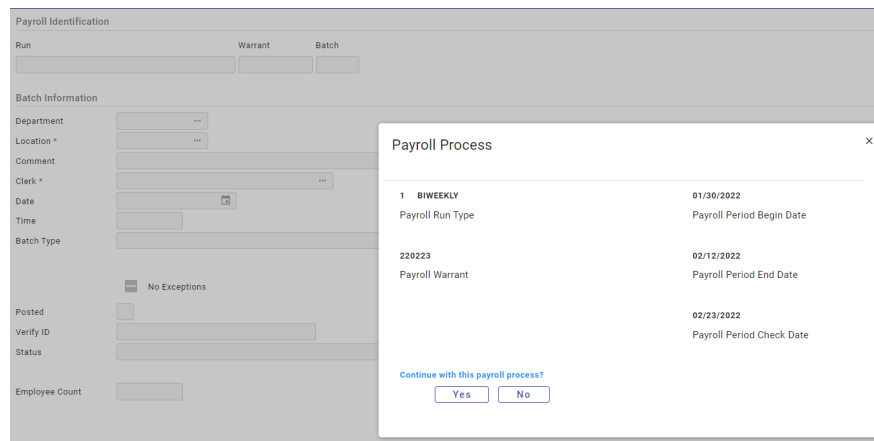 Payroll Identification
Run Warrant Batch
Batch Information
Department ...
Location * ...
Comment
Clerk * ...
Date
Time
Batch Type
No Exceptions
Posted
Verify ID
Status
Employee Count
Payroll Process ×
1 BIWEEKLY 01/30/2022
Payroll Run Type Payroll Period Begin Date
220223 02/12/2022
Payroll Warrant Payroll Period End Date
02/23/2022
Payroll Period Check Date
Continue with this payroll process?
Yes No